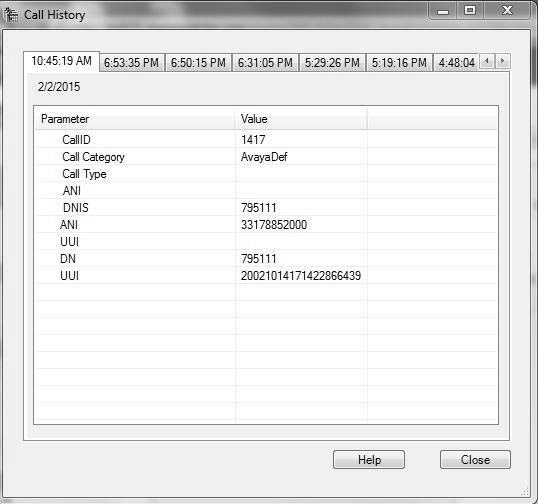 Call History
10:45:19 AM 6:53:35 PM 6:50:15 PM 6:31:05 PM 5:29:26 PM 5:19:16 PM 4:48:04
2/2/2015
Parameter Value
CallID 1417
Call Category AvayaDef
Call Type
ANI
DNIS 795111
ANI 33178852000
UUI
DN 795111
UUI 20021014171422866439
Help Close